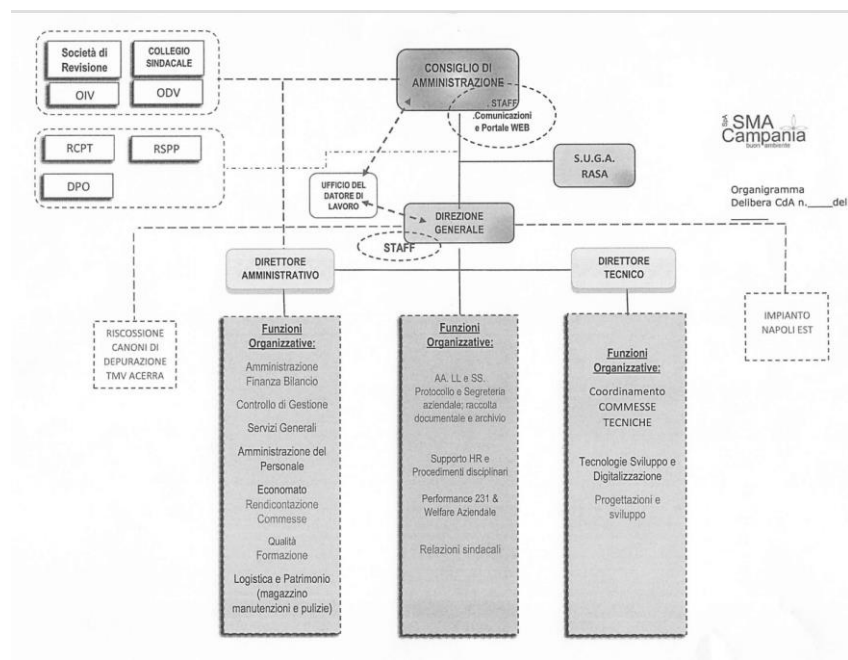 Società di
Revisione
COLLEGIO
SINDACALE
OIV
ODV
RCPT
RSPP
DPO
CONSIGLIO DI
AMMINISTRAZIONE
. STAFF
.Comunicazioni
e Portale WEB
SpA SMA
Campania
buon ambiente
S.U.G.A.
RASA
UFFICIO DEL
DATORE DI
LAVORO
Organigramma
Delibera CdA n.____del
______
DIREZIONE
GENERALE
STAFF
DIRETTORE
AMMINISTRATIVO
DIRETTORE
TECNICO
RISCOSSIONE
CANONI DI
DEPURAZIONE
TMV ACERRA
IMPIANTO
NAPOLI EST
Funzioni
Organizzative:
Amministrazione
Finanza Bilancio
Controllo di Gestione
Servizi Generali
Amministrazione del
Personale
Economato
Rendicontazione
Commesse
Qualità
Formazione
Logistica e Patrimonio
(magazzino
manutenzioni e pulizie)
Funzioni
Organizzative:
AA. LL e SS.
Protocollo e Segreteria
aziendale; raccolta
documentale e archivio
Supporto HR e
Procedimenti disciplinari
Performance 231 &
Welfare Aziendale
Relazioni sindacali
Funzioni
Organizzative:
Coordinamento
COMMESSE
TECNICHE
Tecnologie Sviluppo e
Digitalizzazione
Progettazioni e
sviluppo